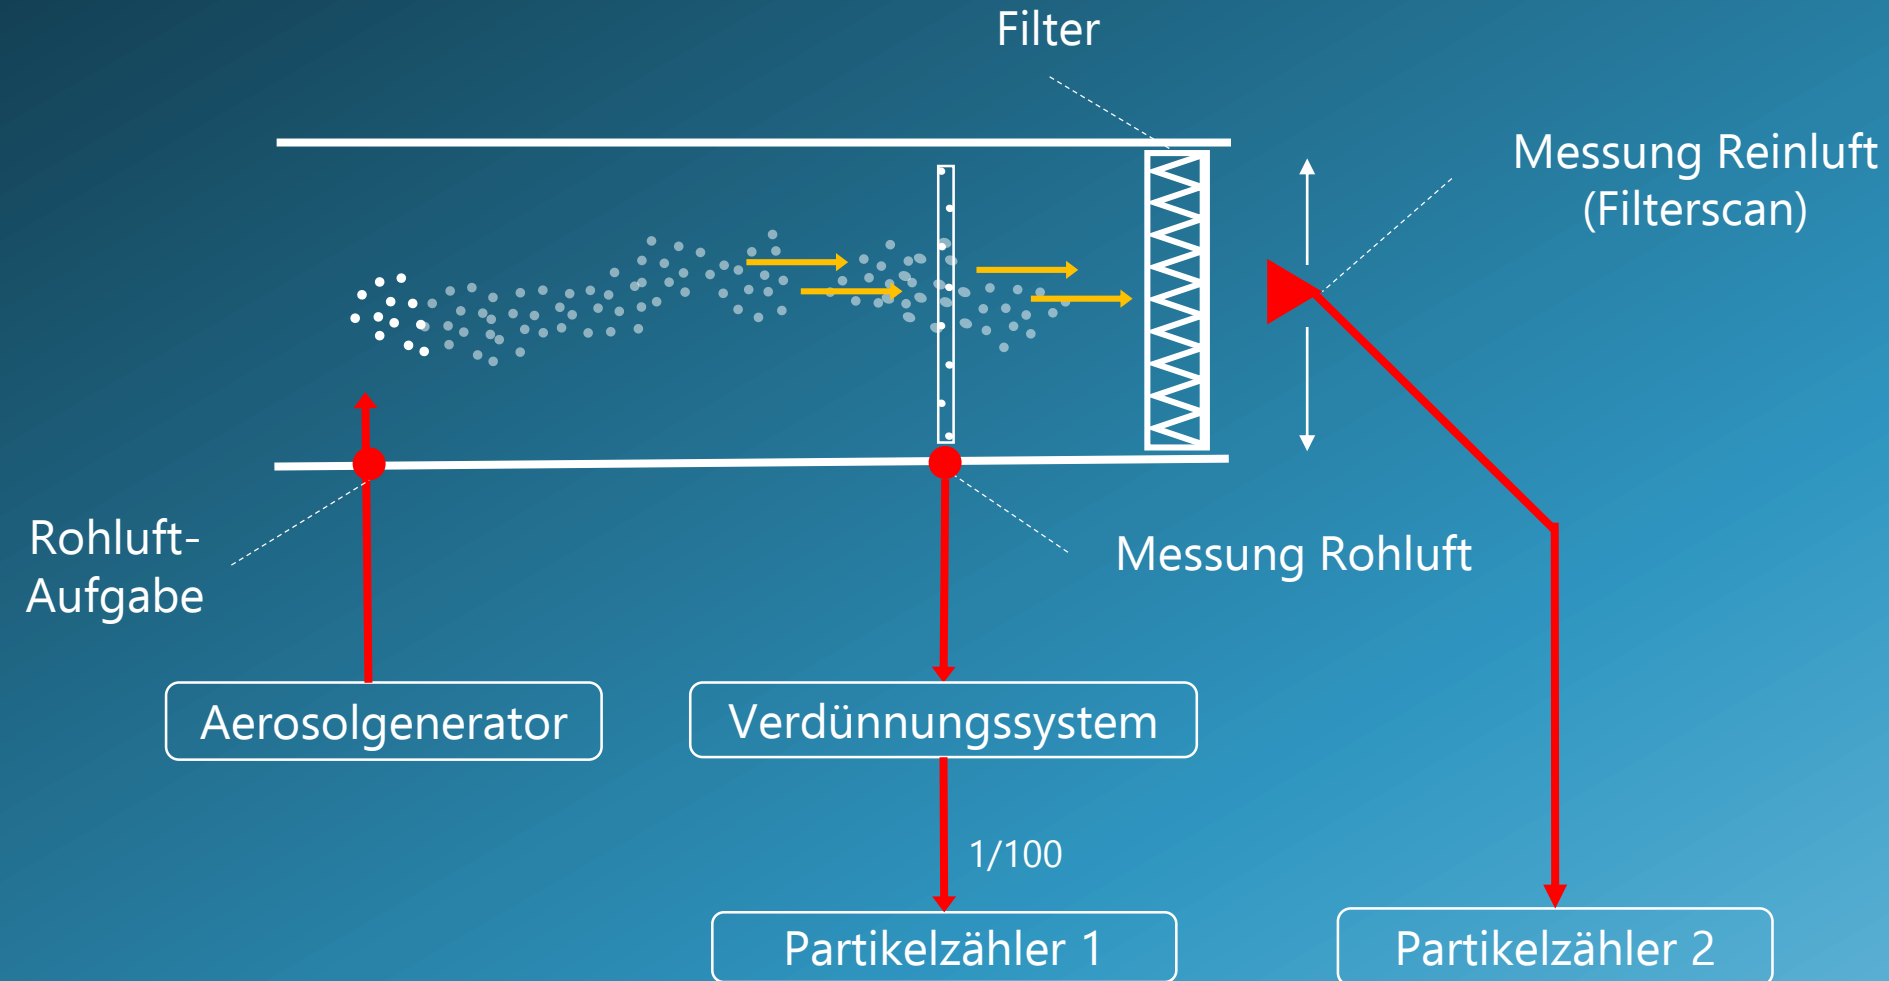 Filter
Messung Reinluft
(Filterscan)
Rohluft-
Aufgabe
Messung Rohluft
Aerosolgenerator
Verdünnungssystem
1/100
Partikelzähler 1
Partikelzähler 2